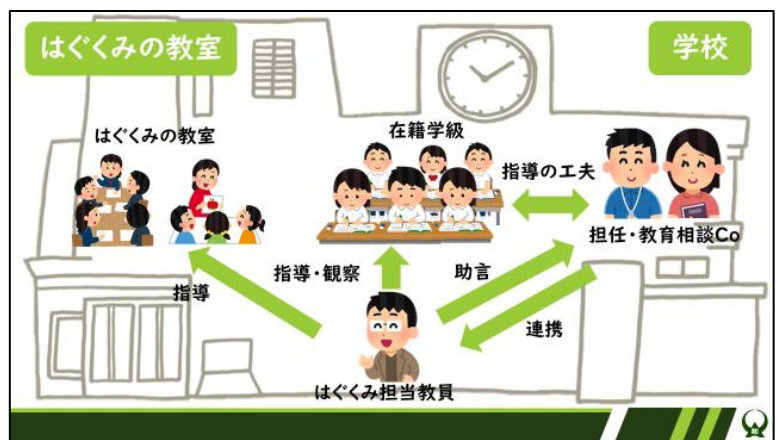 はぐくみの教室
学校
はぐくみの教室
在籍学級
指導の工夫
担任・教育相談Co
指導・観察
助言
指導
連携
はぐくみ担当教員